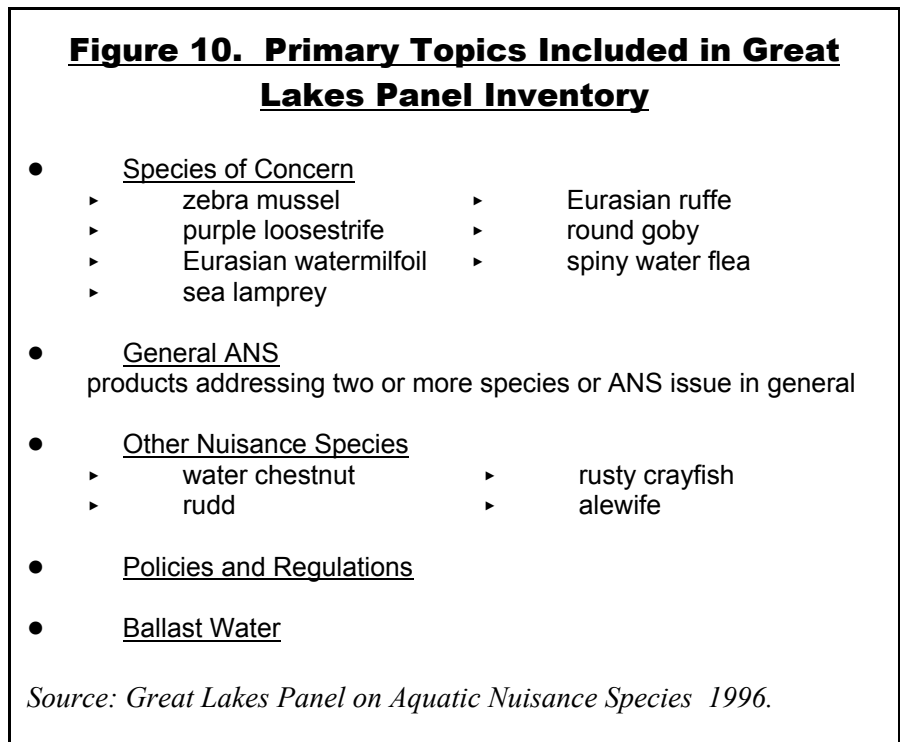 Figure 10. Primary Topics Included in Great
Lakes Panel Inventory
● Species of Concern
► zebra mussel ► Eurasian ruffe
► purple loosestrife ► round goby
► Eurasian watermilfoil ► spiny water flea
► sea lamprey
● General ANS
products addressing two or more species or ANS issue in general
● Other Nuisance Species
► water chestnut ► rusty crayfish
► rudd ► alewife
● Policies and Regulations
● Ballast Water
Source: Great Lakes Panel on Aquatic Nuisance Species 1996.